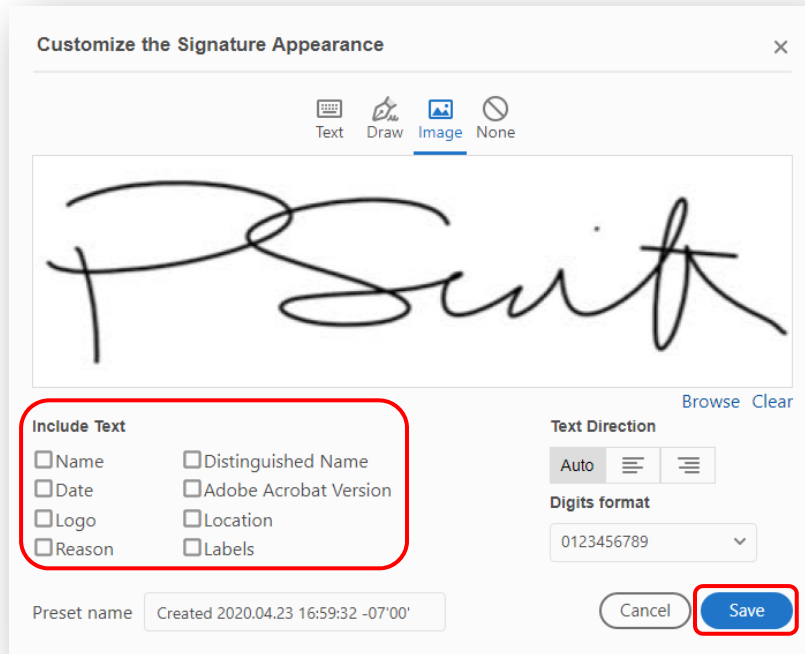 Customize the Signature Appearance
Text Draw Image None
PSmith
Browse Clear
Include Text
Name Distinguished Name
Date Adobe Acrobat Version
Logo Location
Reason Labels
Text Direction
Auto
Digits format
0123456789
Preset name Created 2020.04.23 16:59:32 -07'00'
Cancel Save